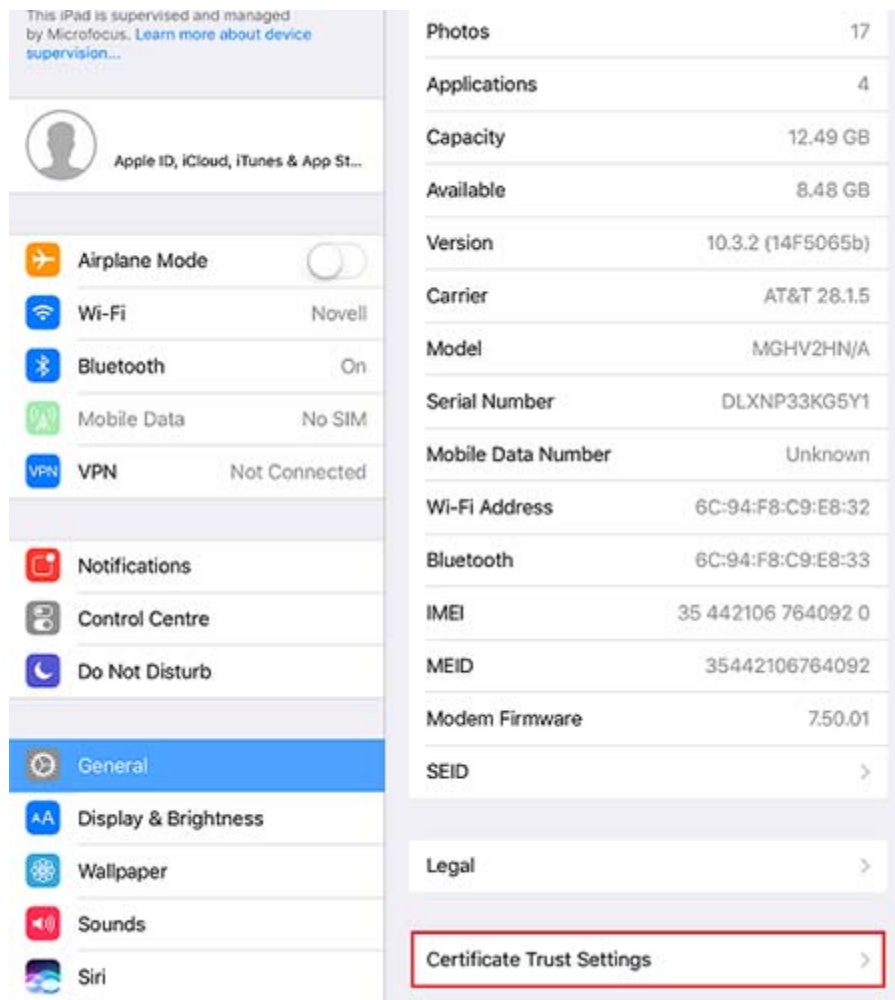 This iPad is supervised and managed
by Microfocus. Learn more about device
supervision...
Apple ID, iCloud, iTunes & App St...
Airplane Mode
Wi-Fi Novell
Bluetooth On
Mobile Data No SIM
VPN VPN Not Connected
Notifications
Control Centre
Do Not Disturb
General
AA Display & Brightness
Wallpaper
Sounds
Siri
Photos 17
Applications 4
Capacity 12.49 GB
Available 8.48 GB
Version 10.3.2 (14F5065b)
Carrier AT&T 28.1.5
Model MGHV2HN/A
Serial Number DLXNP33KG5Y1
Mobile Data Number Unknown
Wi-Fi Address 6C:94:F8:C9:E8:32
Bluetooth 6C:94:F8:C9:E8:33
IMEI 35 442106 764092 0
MEID 35442106764092
Modem Firmware 7.50.01
SEID
Legal
Certificate Trust Settings